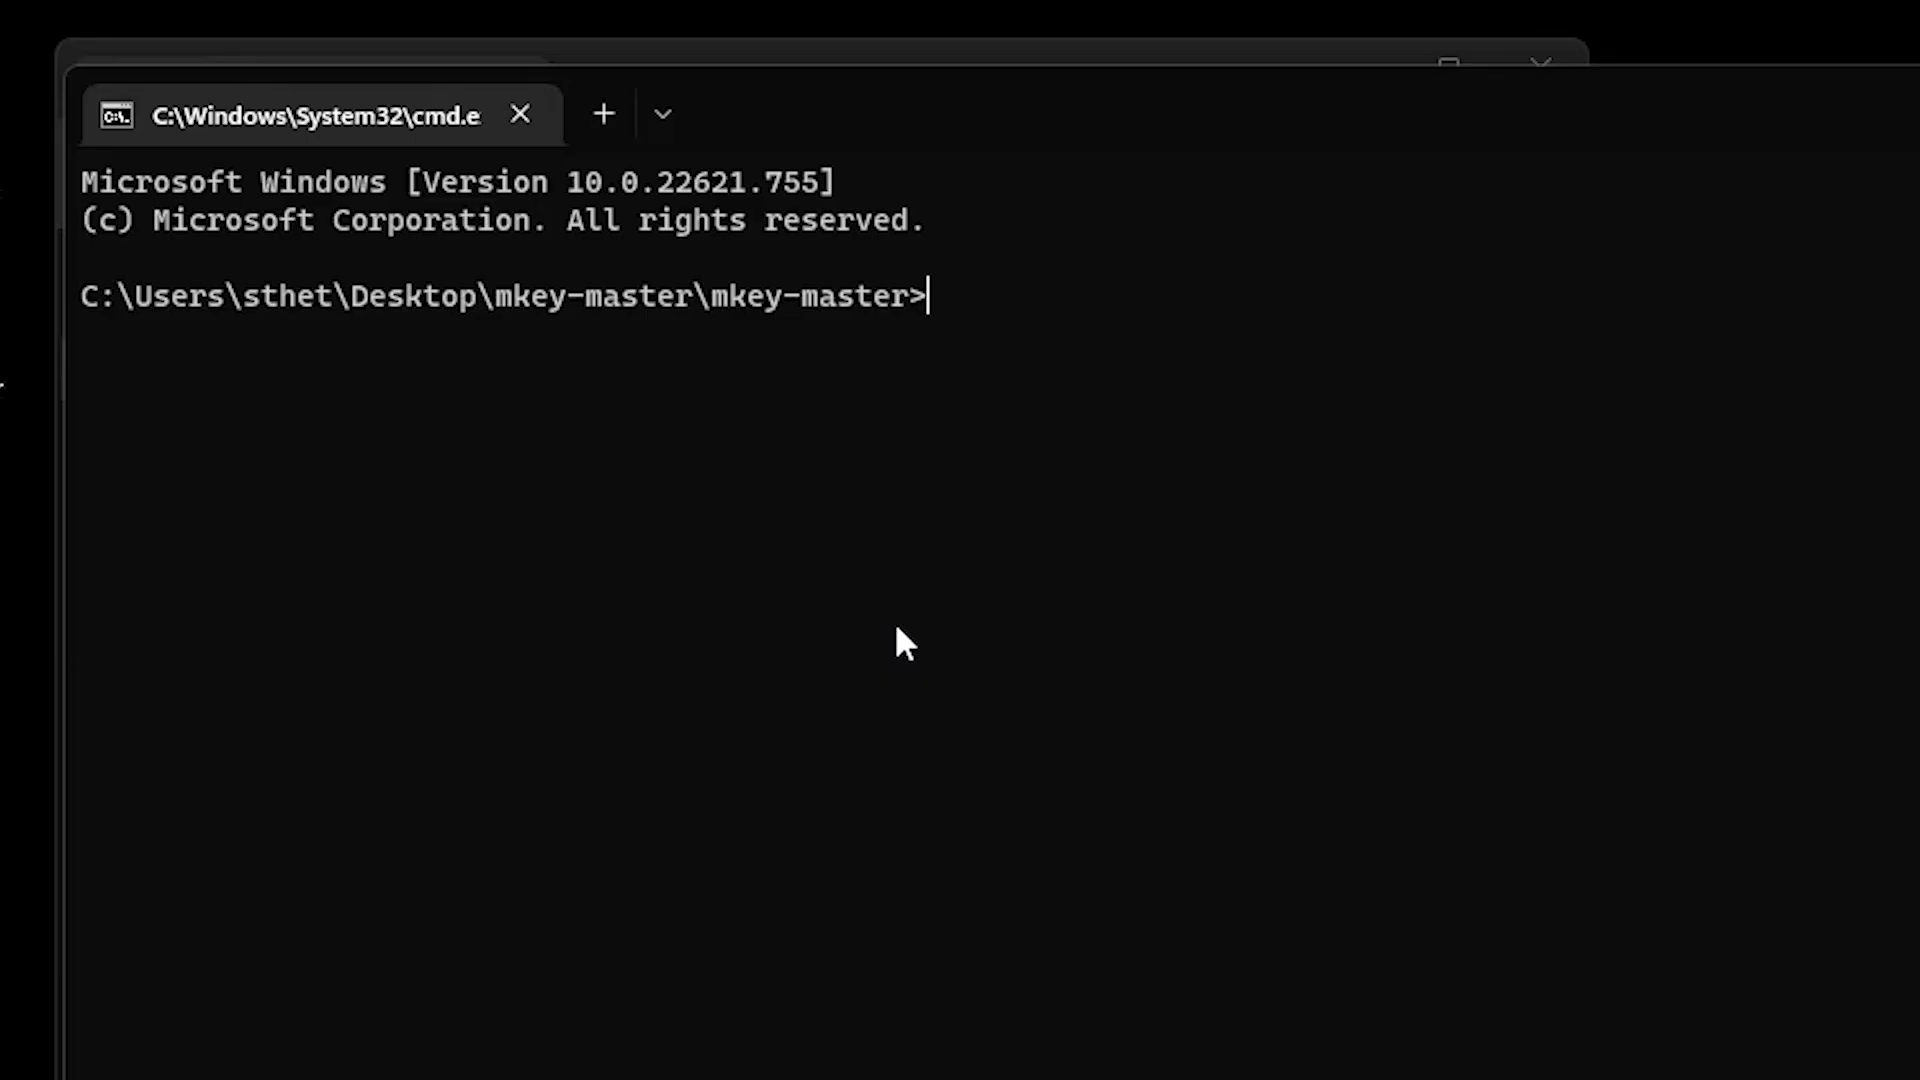 C:\Windows\System32\cmd.e
Microsoft Windows [Version 10.0.22621.755]
(c) Microsoft Corporation. All rights reserved.
C:\Users\sthet\Desktop\mkey-master\mkey-master>